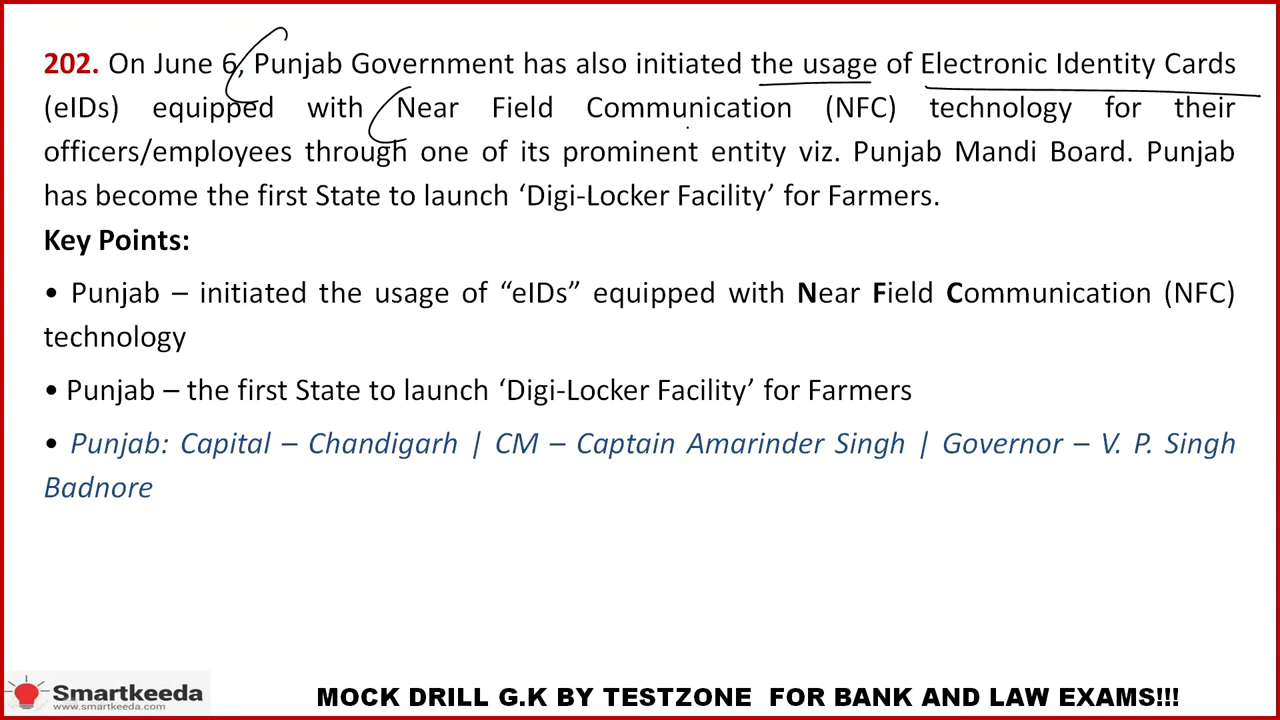 202. On June 6, Punjab Government has also initiated the usage of Electronic Identity Cards
(eIDs) equipped with Near Field Communication (NFC) technology for their
officers/employees through one of its prominent entity viz. Punjab Mandi Board. Punjab
has become the first State to launch ‘Digi-Locker Facility’ for Farmers.
Key Points:
• Punjab – initiated the usage of “eIDs” equipped with Near Field Communication (NFC)
technology
• Punjab – the first State to launch ‘Digi-Locker Facility’ for Farmers
• Punjab: Capital – Chandigarh | CM – Captain Amarinder Singh | Governor – V. P. Singh
Badnore
Smartkeeda
www.smartkeeda.com
MOCK DRILL G.K BY TESTZONE FOR BANK AND LAW EXAMS!!!